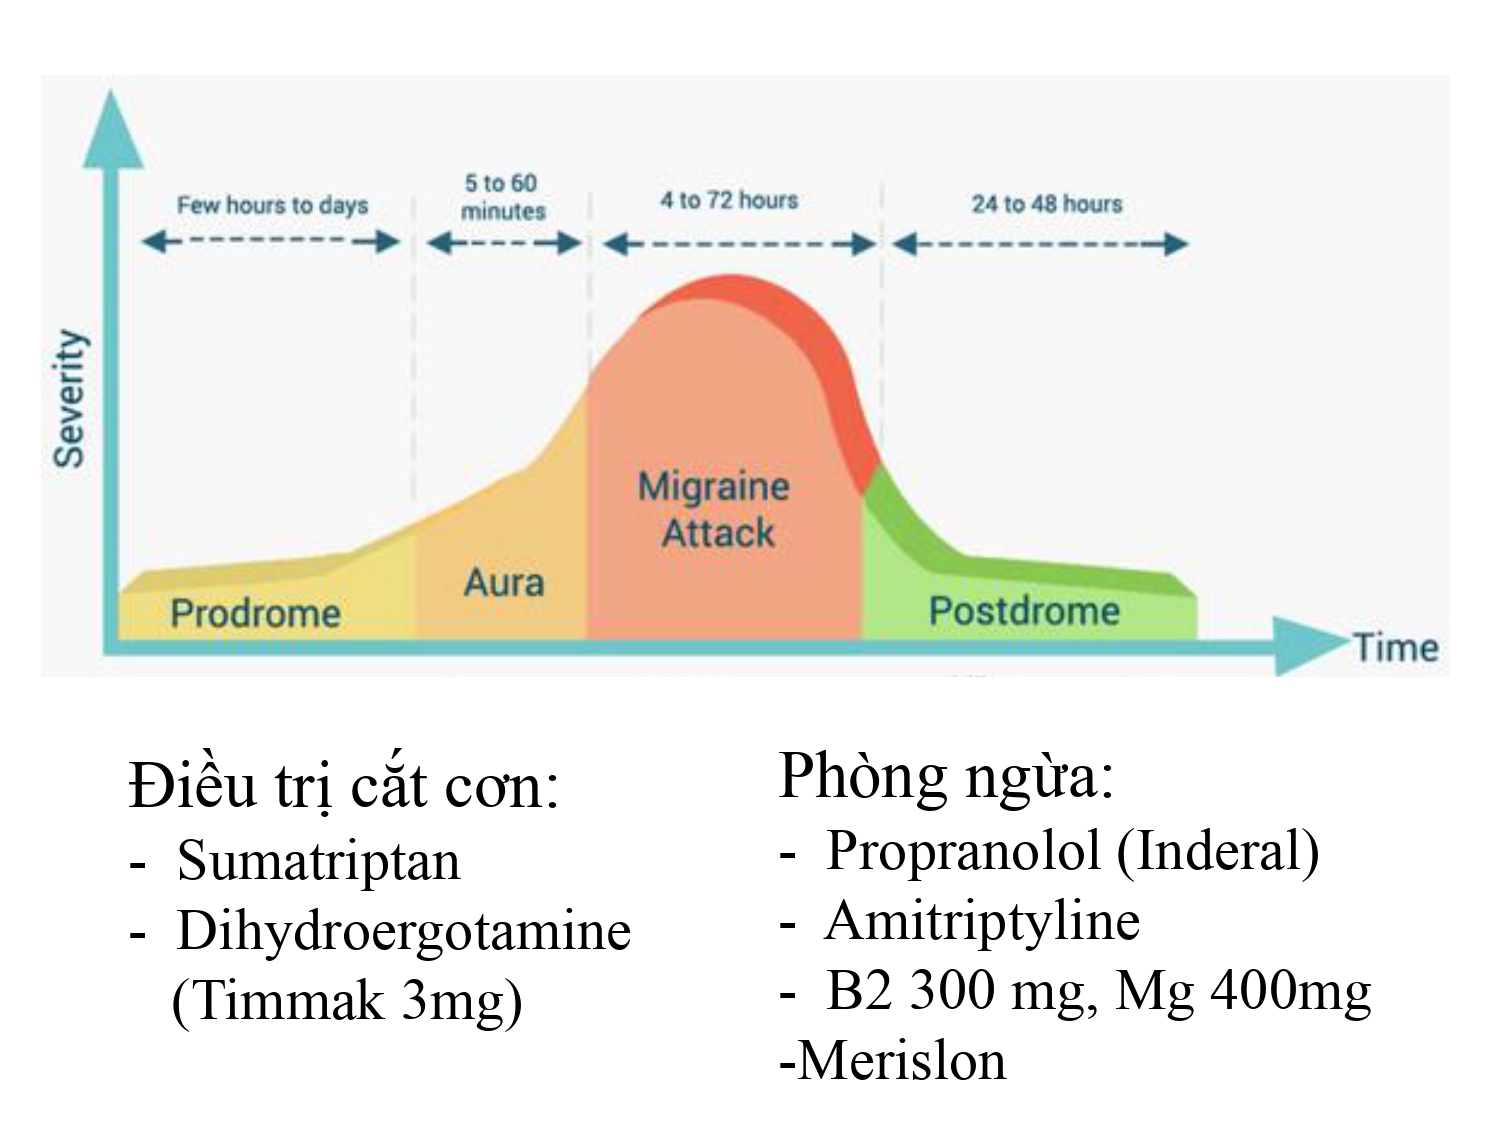 Few hours to days
5 to 60
minutes
4 to 72 hours
24 to 48 hours
Severity
Migraine
Attack
Aura
Prodrome
Postdrome
Time
Điều trị cắt cơn:
- Sumatriptan
- Dihydroergotamine
(Timmak 3mg)
Phòng ngừa:
- Propranolol (Inderal)
- Amitriptyline
- B2 300 mg, Mg 400mg
-Merislon